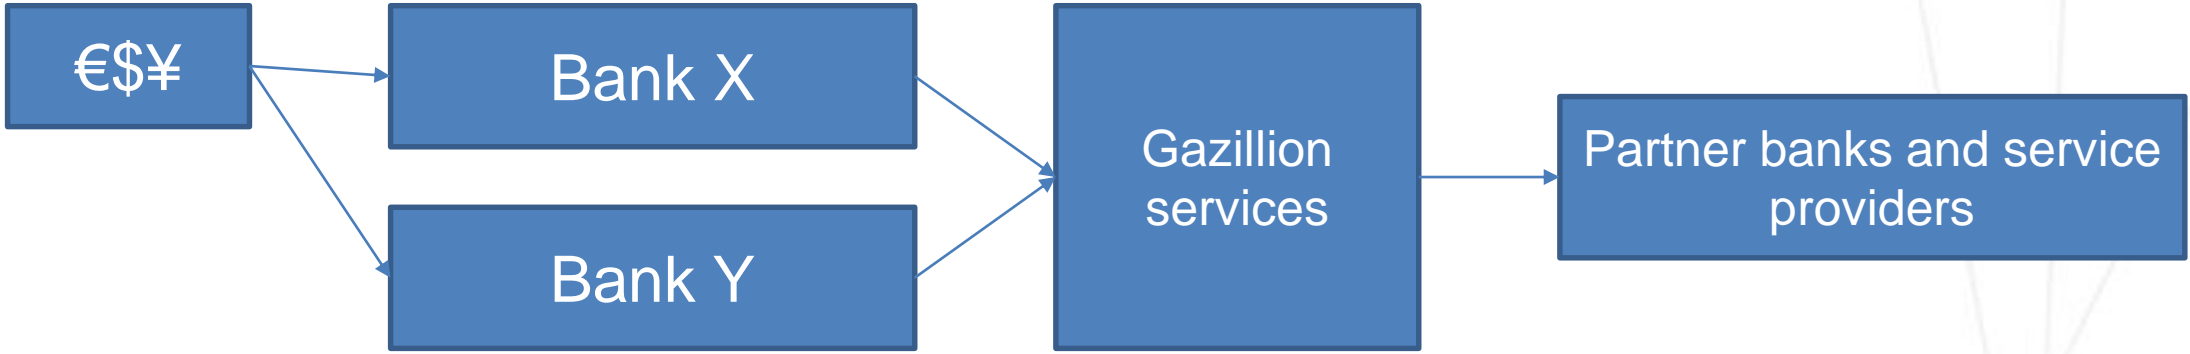 €$¥
Bank X
Bank Y
Gazillion
services
Partner banks and service
providers